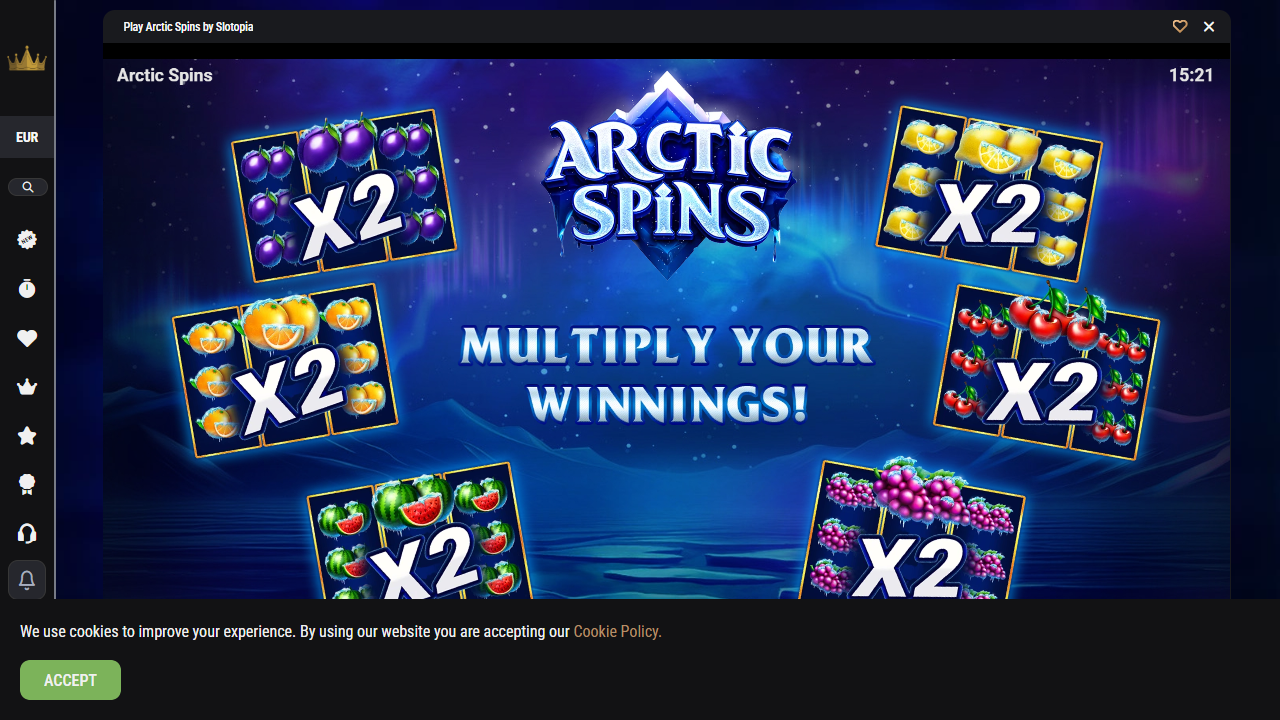 Play Arctic Spins by Slotopia
Arctic Spins
15:21
EUR
NEW
ARCTIC
SPINS
X2
X2
MULTIPLY YOUR
WINNINGS!
X2
X2
X2
X2
We use cookies to improve your experience. By using our website you are accepting our Cookie Policy.
ACCEPT